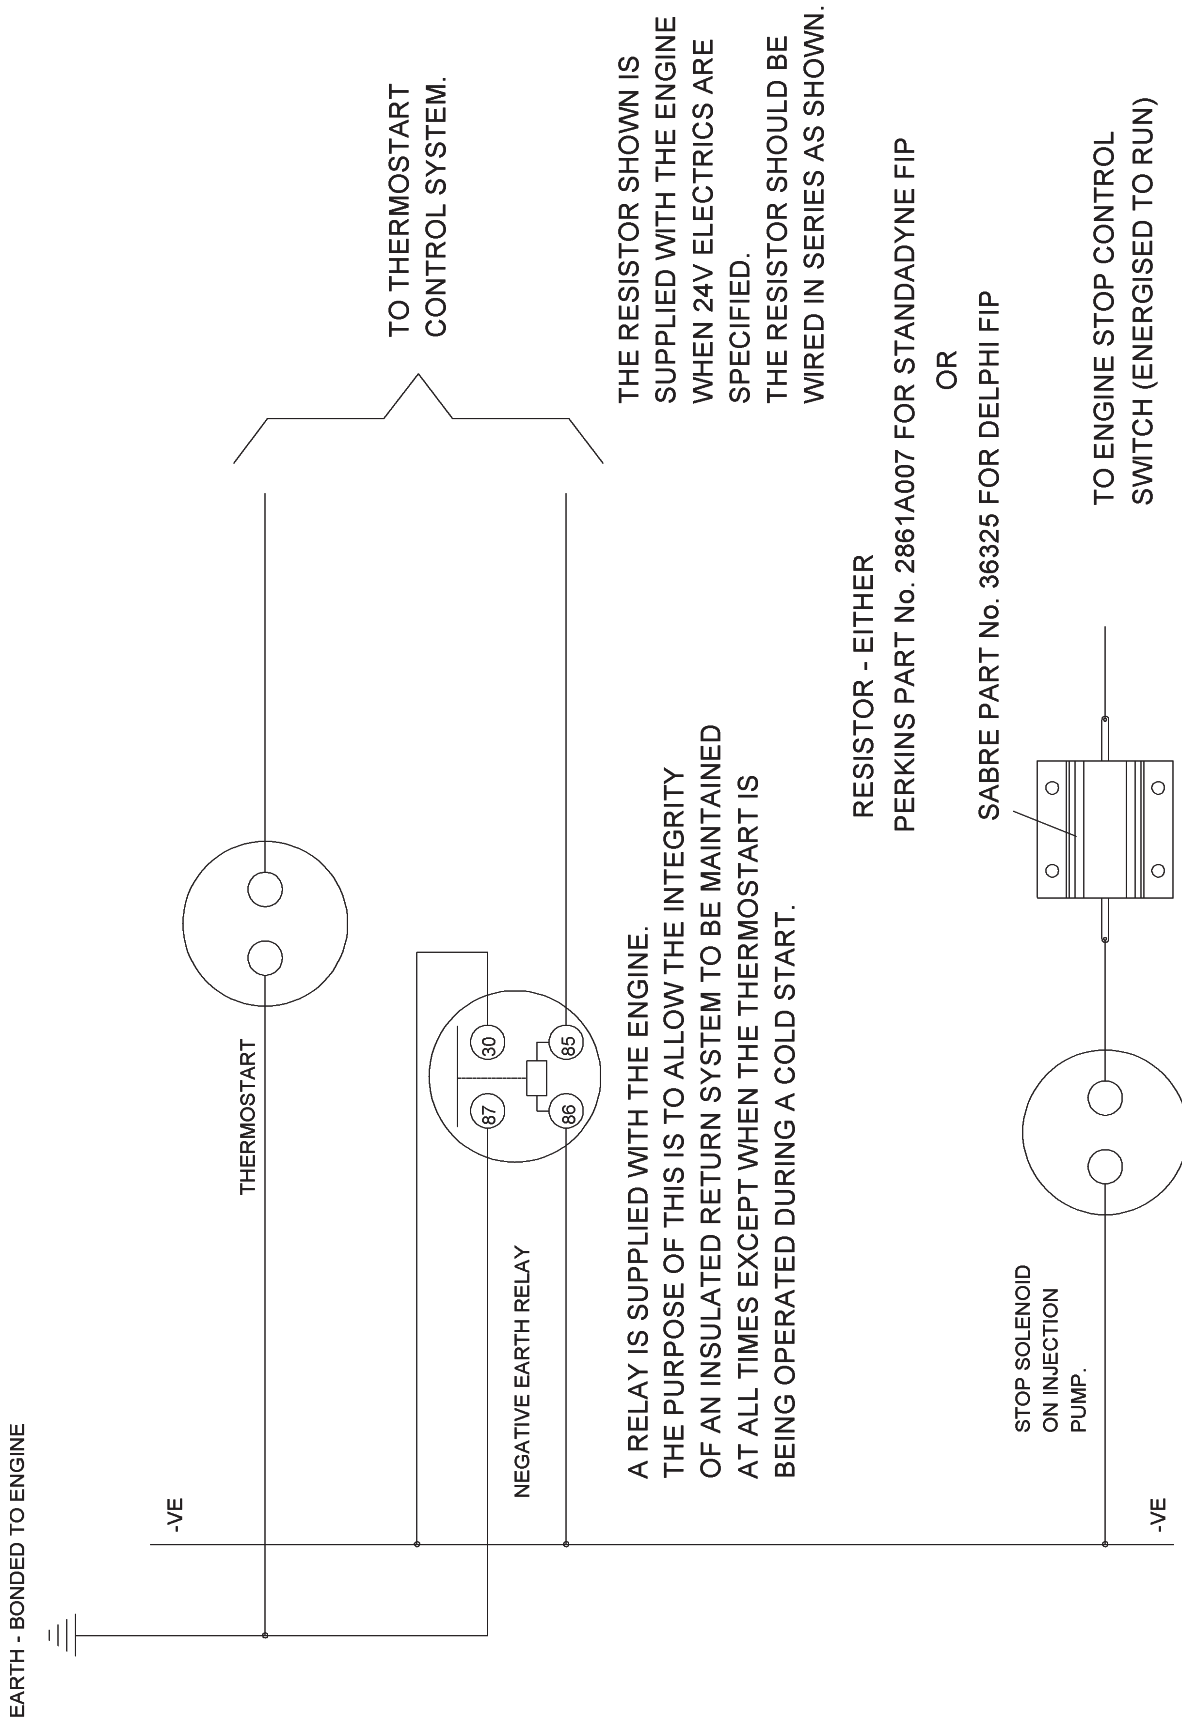 EARTH - BONDED TO ENGINE
-VE
THERMOSTART
TO THERMOSTART
CONTROL SYSTEM.
87
30
86
85
NEGATIVE EARTH RELAY
A RELAY IS SUPPLIED WITH THE ENGINE.
THE PURPOSE OF THIS IS TO ALLOW THE INTEGRITY
OF AN INSULATED RETURN SYSTEM TO BE MAINTAINED
AT ALL TIMES EXCEPT WHEN THE THERMOSTART IS
BEING OPERATED DURING A COLD START.
THE RESISTOR SHOWN IS
SUPPLIED WITH THE ENGINE
WHEN 24V ELECTRICS ARE
SPECIFIED.
THE RESISTOR SHOULD BE
WIRED IN SERIES AS SHOWN.
RESISTOR - EITHER
PERKINS PART No. 2861A007 FOR STANDADYNE FIP
OR
SABRE PART No. 36325 FOR DELPHI FIP
STOP SOLENOID
ON INJECTION
PUMP.
TO ENGINE STOP CONTROL
SWITCH (ENERGISED TO RUN)
-VE